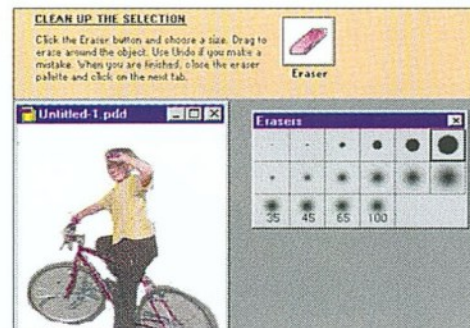 CLEAN UP THE SELECTION
Click the Eraser button and choose a size. Drag to
erase around the object. Use Undo if you make a
mistake. When you are finished, close the eraser
palette and click on the next tab.
Eraser
Untitled-1.pdd
Erasers
35 45 65 100